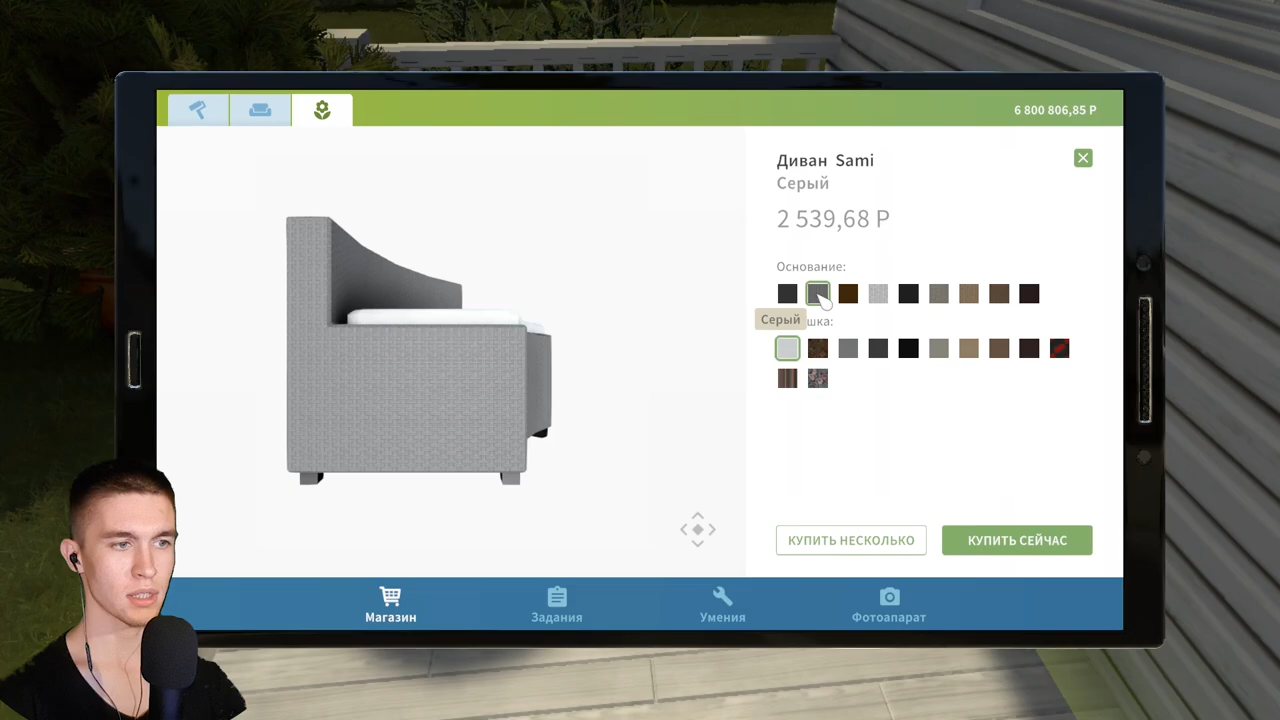 6 800 806,85 Р
Диван Sami
Серый
2 539,68 Р
Основание:
Серый
шка:
КУПИТЬ НЕСКОЛЬКО
КУПИТЬ СЕЙЧАС
Магазин
Задания
Умения
Фотоаппарат